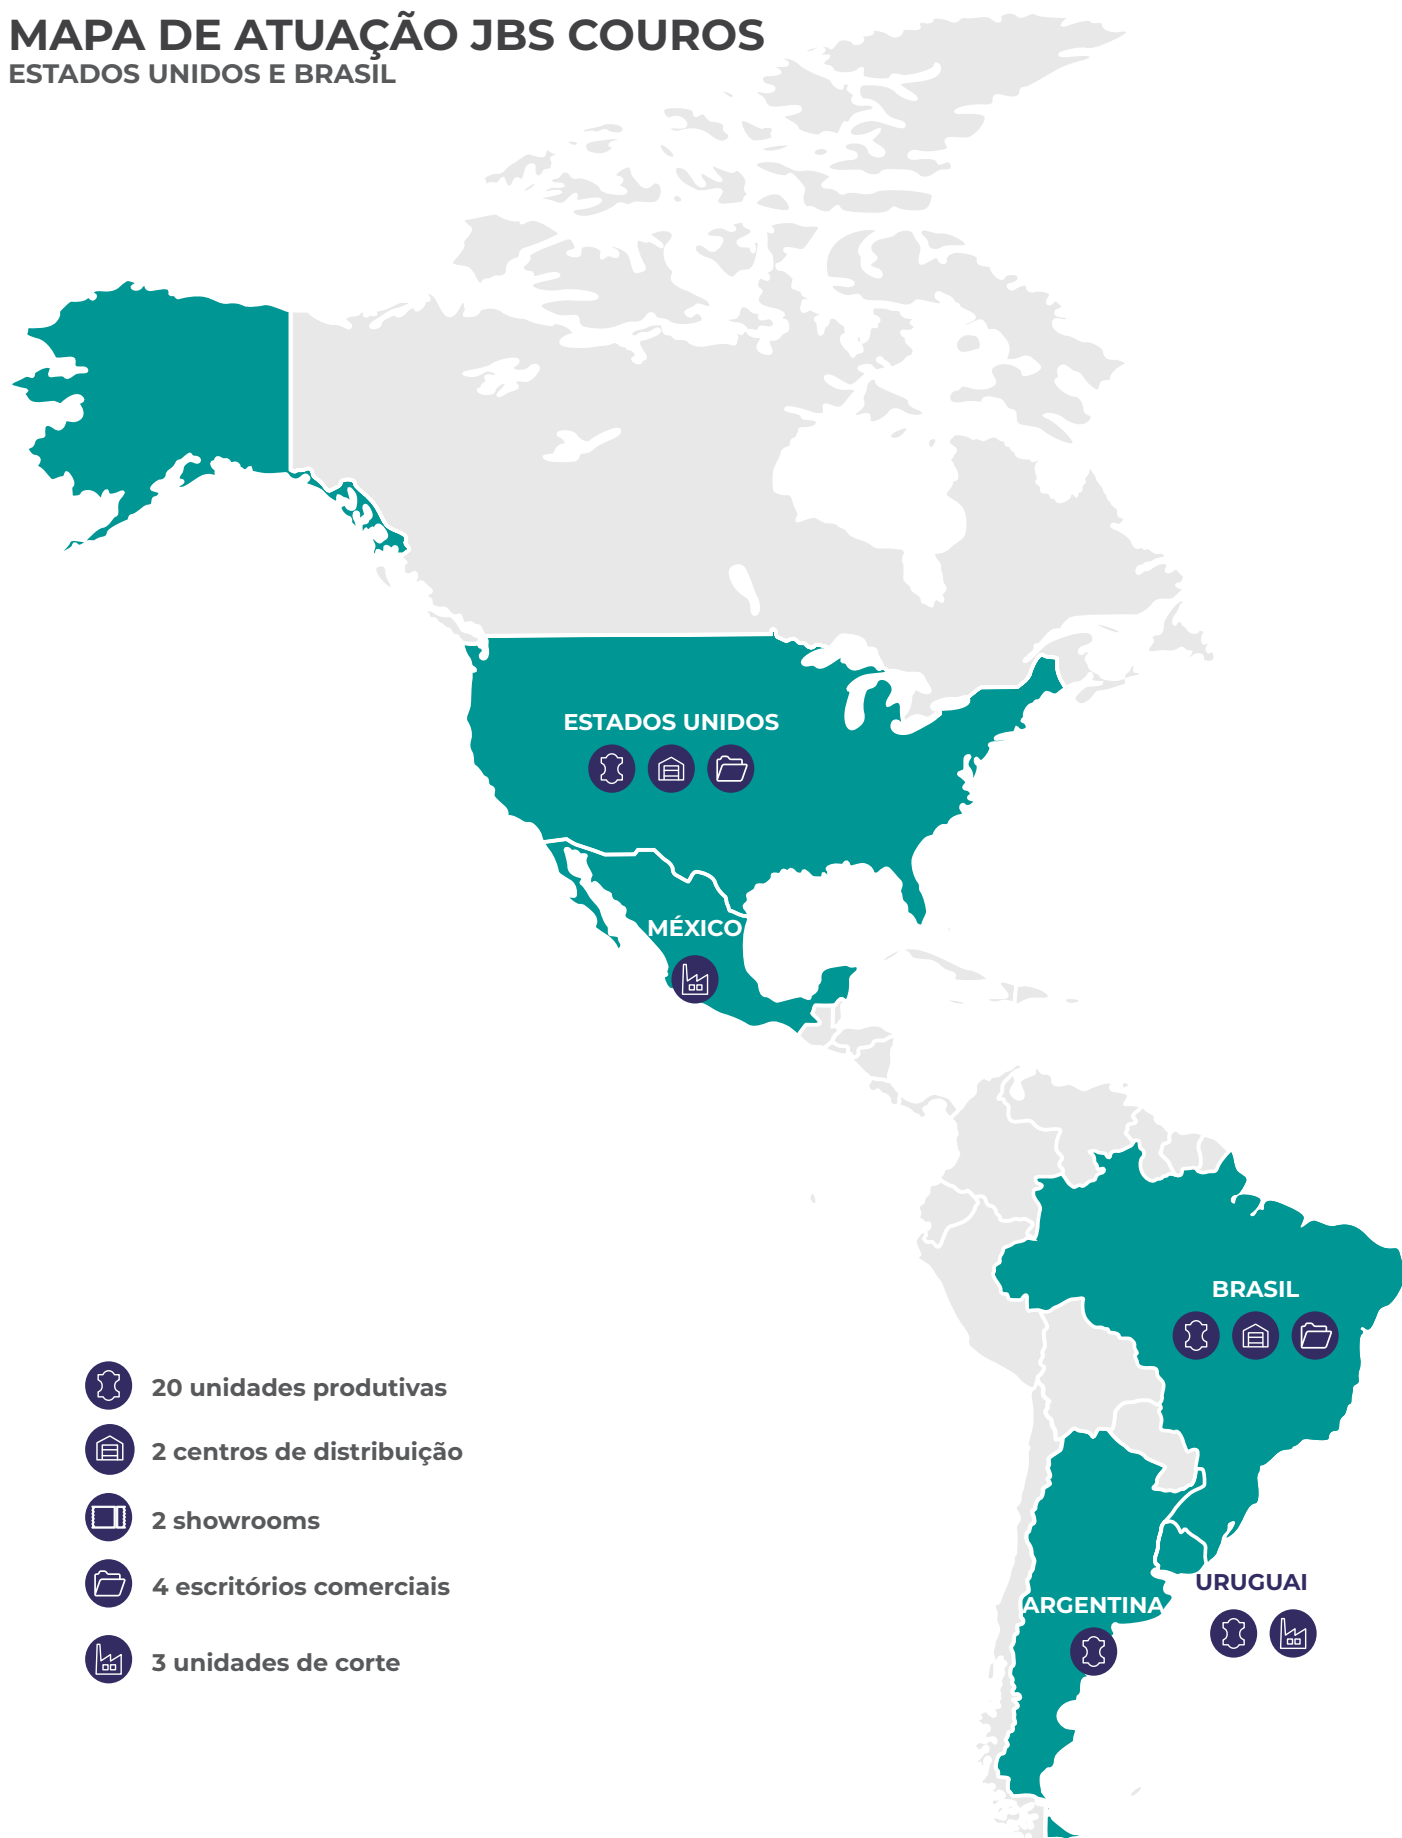 MAPA DE ATUAÇÃO JBS COUROS
ESTADOS UNIDOS E BRASIL
ESTADOS UNIDOS
MÉXICO
BRASIL
20 unidades produtivas
2 centros de distribuição
2 showrooms
4 escritórios comerciais
3 unidades de corte
URUGUAI
ARGENTINA